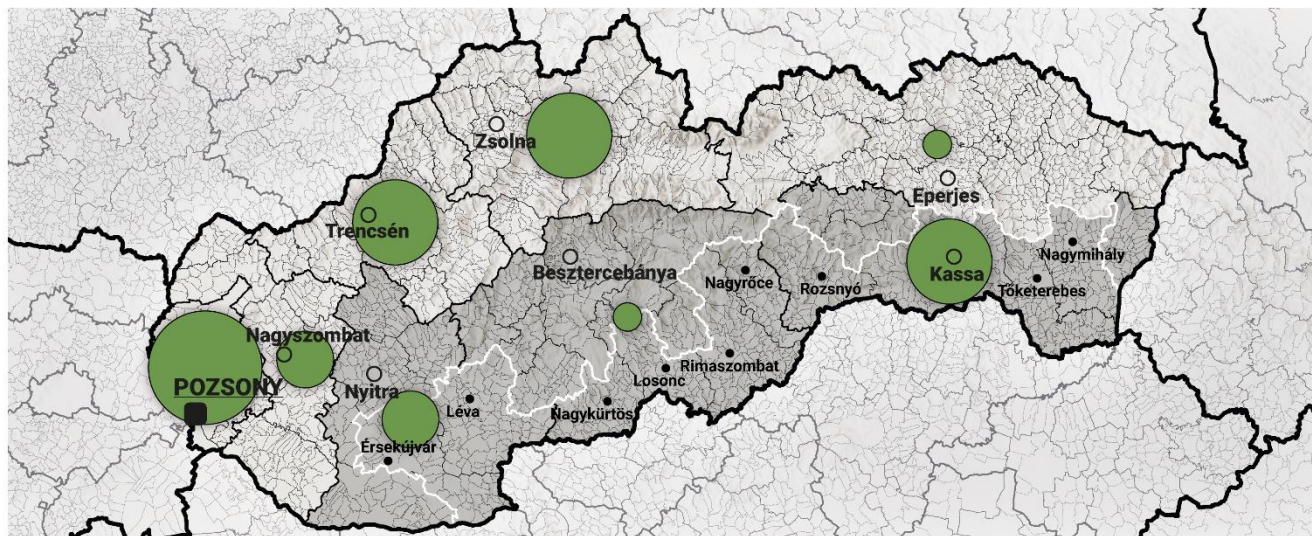 Zsolna
Eperjes
Trencsén
Nagymihály
Besztercebánya
Nagyrőce
Rozsnyó
Kassa
Tőketerebes
Nagyszombat
Rimaszombat
POZSONY
Nyitra
Losonc
Léva
Nagykürtös
Érsekújvár